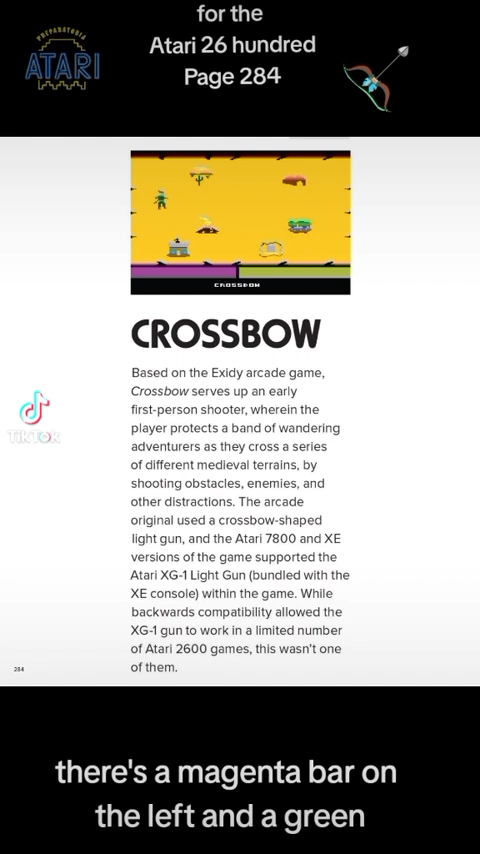 for the
Atari 26 hundred
Page 284
PREPARATORIA
ATARI
CROSSBOW
CROSSBOW
Based on the Exidy arcade game,
Crossbow serves up an early
first-person shooter, wherein the
player protects a band of wandering
adventurers as they cross a series
of different medieval terrains, by
shooting obstacles, enemies, and
other distractions. The arcade
original used a crossbow-shaped
light gun, and the Atari 7800 and XE
versions of the game supported the
Atari XG-1 Light Gun (bundled with the
XE console) within the game. While
backwards compatibility allowed the
XG-1 gun to work in a limited number
of Atari 2600 games, this wasn't one
of them.
TikTok
284
there's a magenta bar on
the left and a green